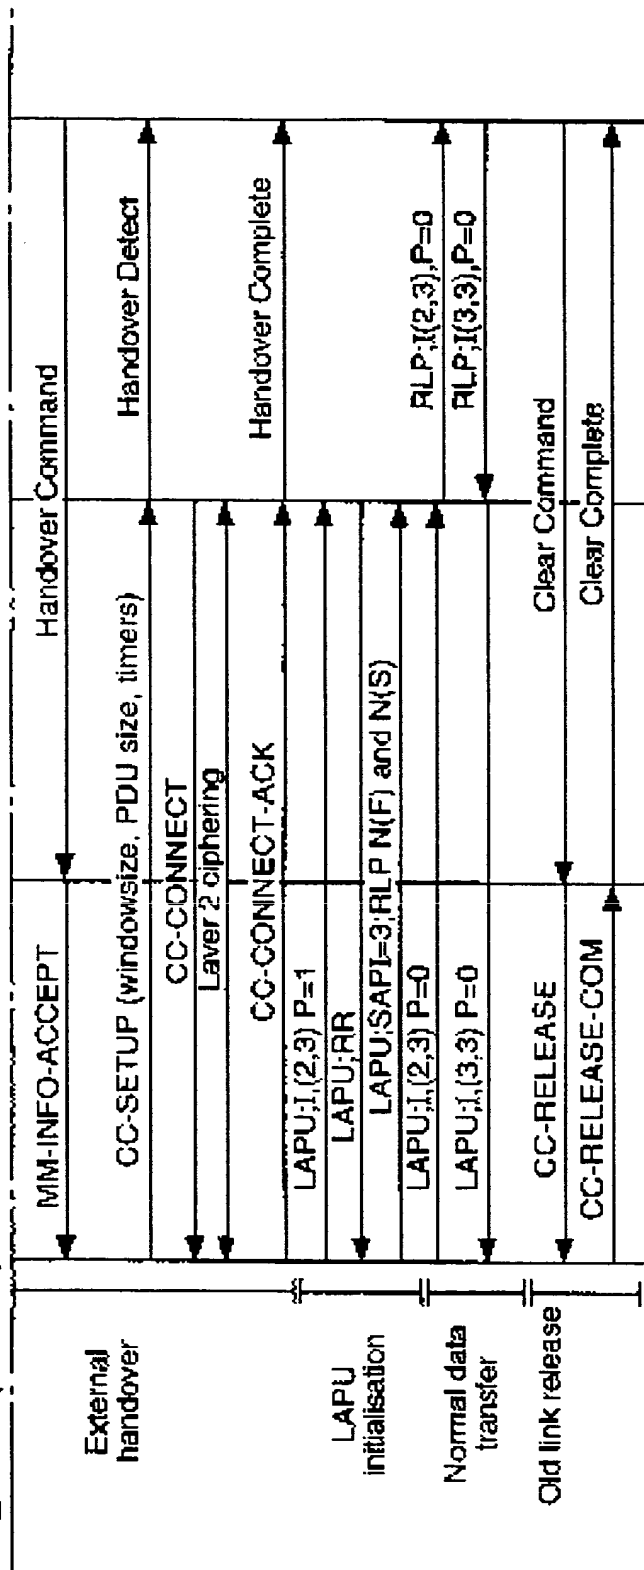 External
handover
LAPU
initialisation
Normal data
transfer
Old link release
MM-INFO-ACCEPT
Handover Command
CC-SETUP (windowsize, PDU size, timers)
Handover Detect
CC-CONNECT
Layer 2 ciphering
CC-CONNECT-ACK
Handover Complete
LAPU;I,(2,3) P=1
LAPU;RR
LAPU;SAPI=3;RLP N(F) and N(S)
LAPU;I,(2,3) P=0
RLP;I(2,3),P=0
LAPU;I,(3,3) P=0
RLP;I(3,3),P=0
CC-RELEASE
Clear Command
CC-RELEASE-COM
Clear Complete